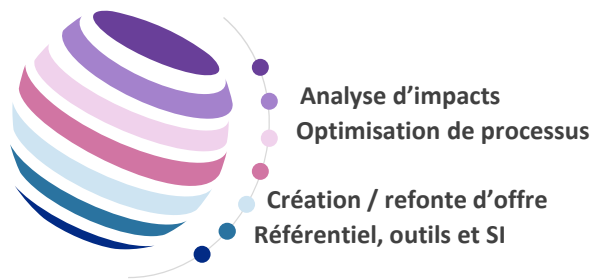 Analyse d’impacts
Optimisation de processus
Création / refonte d’offre
Référentiel, outils et SI